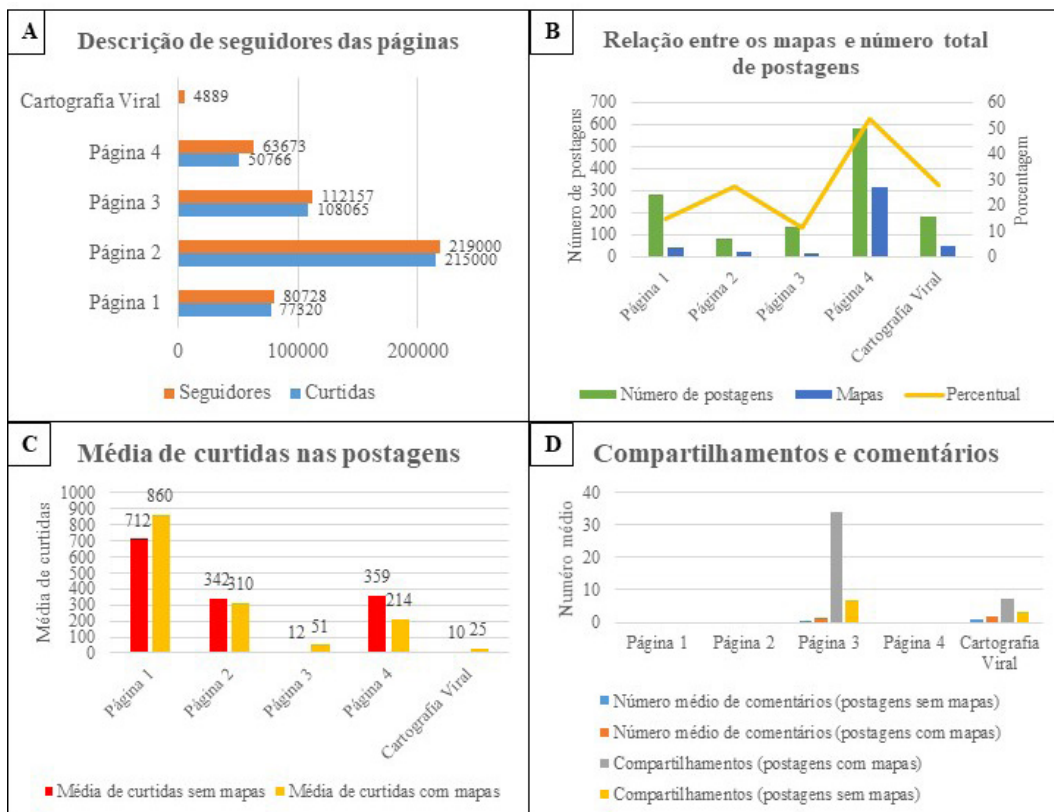 A
Descrição de seguidores das páginas
Cartografia Viral
4889
Página 4
63673
50766
Página 3
112157
108065
Página 2
219000
215000
Página 1
80728
77320
0
100000
200000
Seguidores
Curtidas
B
Relação entre os mapas e número total
de postagens
Número de postagens
700
600
500
400
300
200
100
0
60
50
40
30
20
10
0
Porcentagem
Página 1
Página 2
Página 3
Página 4
Cartografia Viral
Número de postagens
Mapas
Percentual
C
Média de curtidas nas postagens
Média de curtidas
1000
900
800
700
600
500
400
300
200
100
0
712
860
342
310
12
51
359
214
10
25
Página 1
Página 2
Página 3
Página 4
Cartografia Viral
Média de curtidas sem mapas
Média de curtidas com mapas
D
Compartilhamentos e comentários
Numéro médio
40
30
20
10
0
Página 1
Página 2
Página 3
Página 4
Cartografia
Viral
Número médio de comentários (postagens sem mapas)
Número médio de comentários (postagens com mapas)
Compartilhamentos (postagens com mapas)
Compartilhamentos (postagens sem mapas)